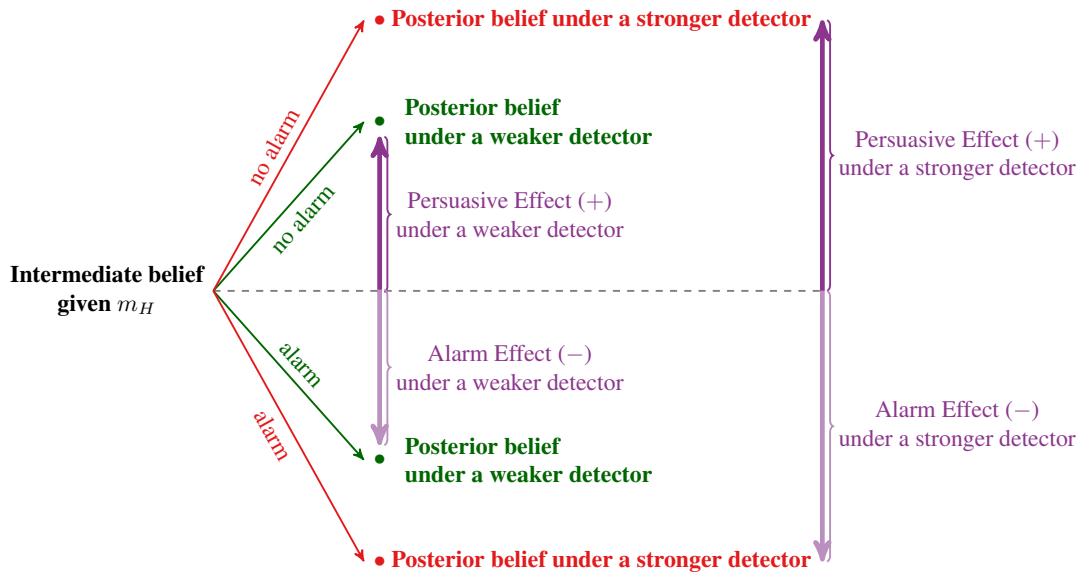 Posterior belief under a stronger detector
Posterior belief
under a weaker detector
no alarm
no alarm
Persuasive Effect (+)
under a weaker detector
Persuasive Effect (+)
under a stronger detector
Intermediate belief
given m_H
alarm
alarm
Alarm Effect (−)
under a weaker detector
Alarm Effect (−)
under a stronger detector
Posterior belief
under a weaker detector
Posterior belief under a stronger detector